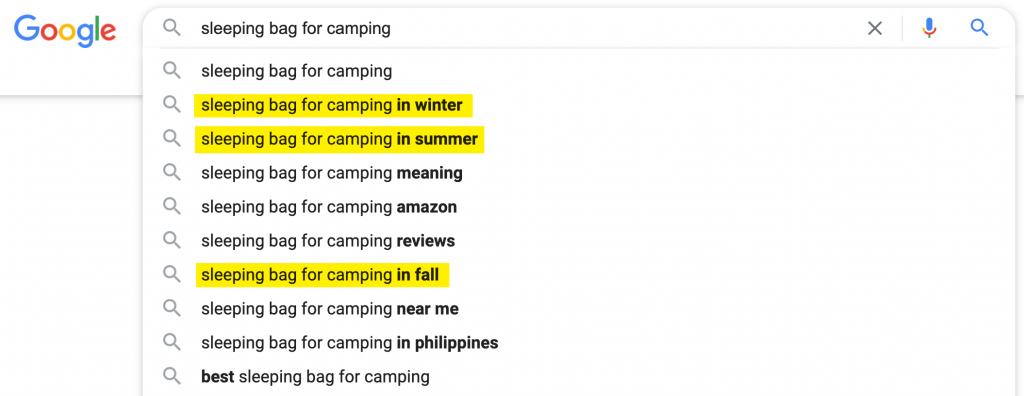 Google
sleeping bag for camping
sleeping bag for camping
sleeping bag for camping in winter
sleeping bag for camping in summer
sleeping bag for camping meaning
sleeping bag for camping amazon
sleeping bag for camping reviews
sleeping bag for camping in fall
sleeping bag for camping near me
sleeping bag for camping in philippines
best sleeping bag for camping